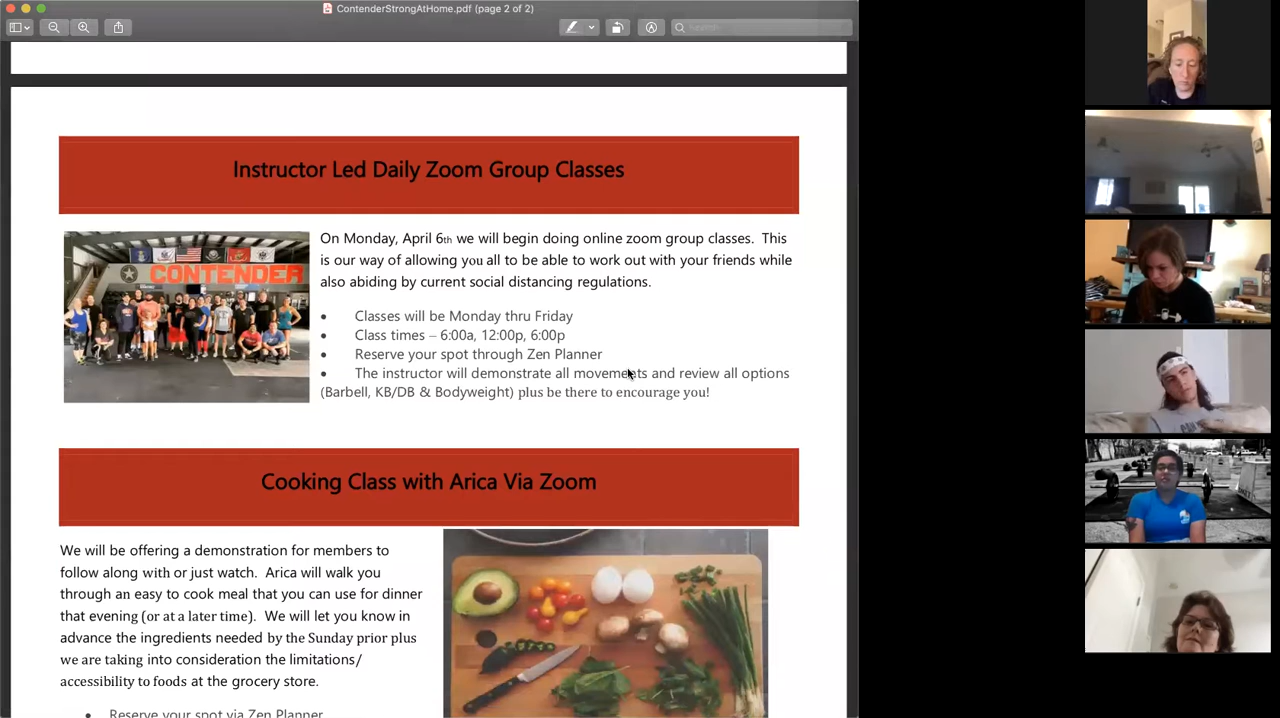 ContenderStrongAtHome.pdf (page 2 of 2)
Search
Instructor Led Daily Zoom Group Classes
CONTENDER
On Monday, April 6th we will begin doing online zoom group classes.  This
is our way of allowing you all to be able to work out with your friends while
also abiding by current social distancing regulations.
• Classes will be Monday thru Friday
• Class times – 6:00a, 12:00p, 6:00p
• Reserve your spot through Zen Planner
• The instructor will demonstrate all movements and review all options
(Barbell, KB/DB & Bodyweight) plus be there to encourage you!
Cooking Class with Arica Via Zoom
We will be offering a demonstration for members to
follow along with or just watch.  Arica will walk you
through an easy to cook meal that you can use for dinner
that evening (or at a later time).  We will let you know in
advance the ingredients needed by the Sunday prior plus
we are taking into consideration the limitations/
accessibility to foods at the grocery store.
• Reserve your spot via Zen Planner